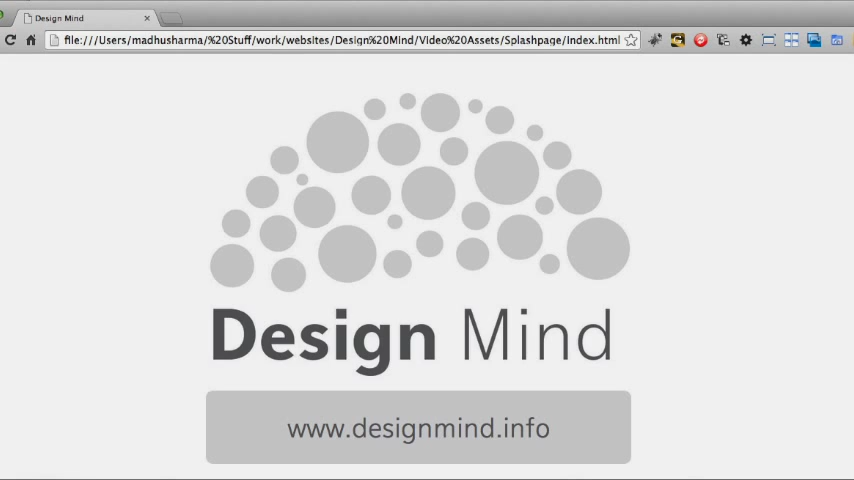 Design Mind
file:///Users/madhusharma/%20Stuff/work/websites/Design%20Mind/Video%20Assets/Splashpage/Index.html
Design Mind
www.designmind.info